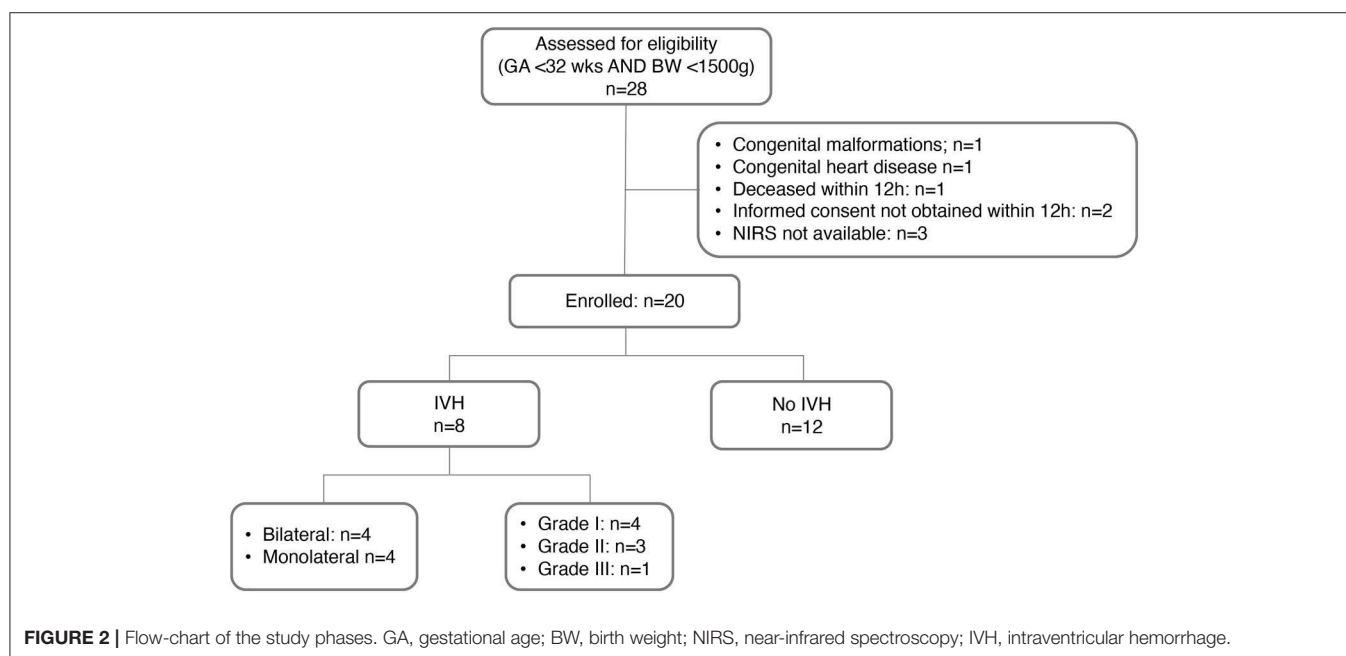 Assessed for eligibility
(GA <32 wks AND BW <1500g)
n=28
• Congenital malformations; n=1
• Congenital heart disease n=1
• Deceased within 12h: n=1
• Informed consent not obtained within 12h: n=2
• NIRS not available: n=3
Enrolled: n=20
IVH
n=8
No IVH
n=12
• Bilateral: n=4
• Monolateral n=4
• Grade I: n=4
• Grade II: n=3
• Grade III: n=1
FIGURE 2 | Flow-chart of the study phases. GA, gestational age; BW, birth weight; NIRS, near-infrared spectroscopy; IVH, intraventricular hemorrhage.